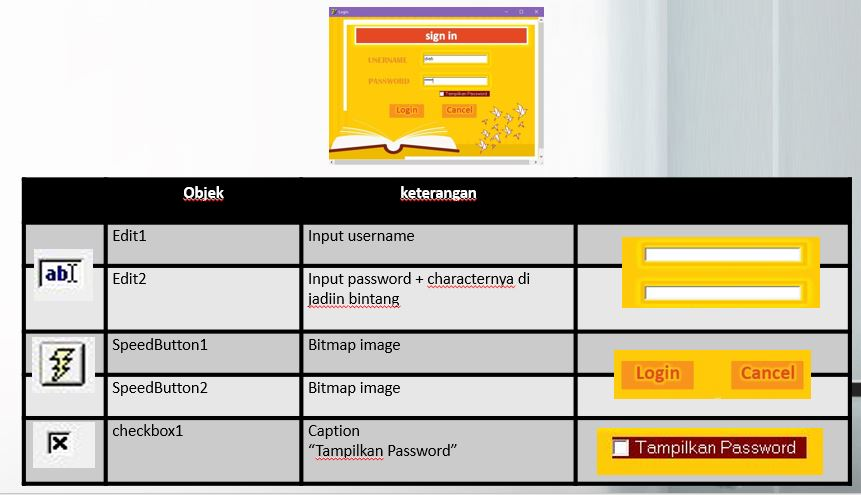 Login
sign in
USERNAME
PASSWORD
Tampilkan Password
Login Cancel
Objek keterangan
Edit1 Input username
ab
Edit2 Input password + characternya di
jadiin bintang
SpeedButton1 Bitmap image
Login Cancel
SpeedButton2 Bitmap image
checkbox1 Caption
“Tampilkan Password”
Tampilkan Password